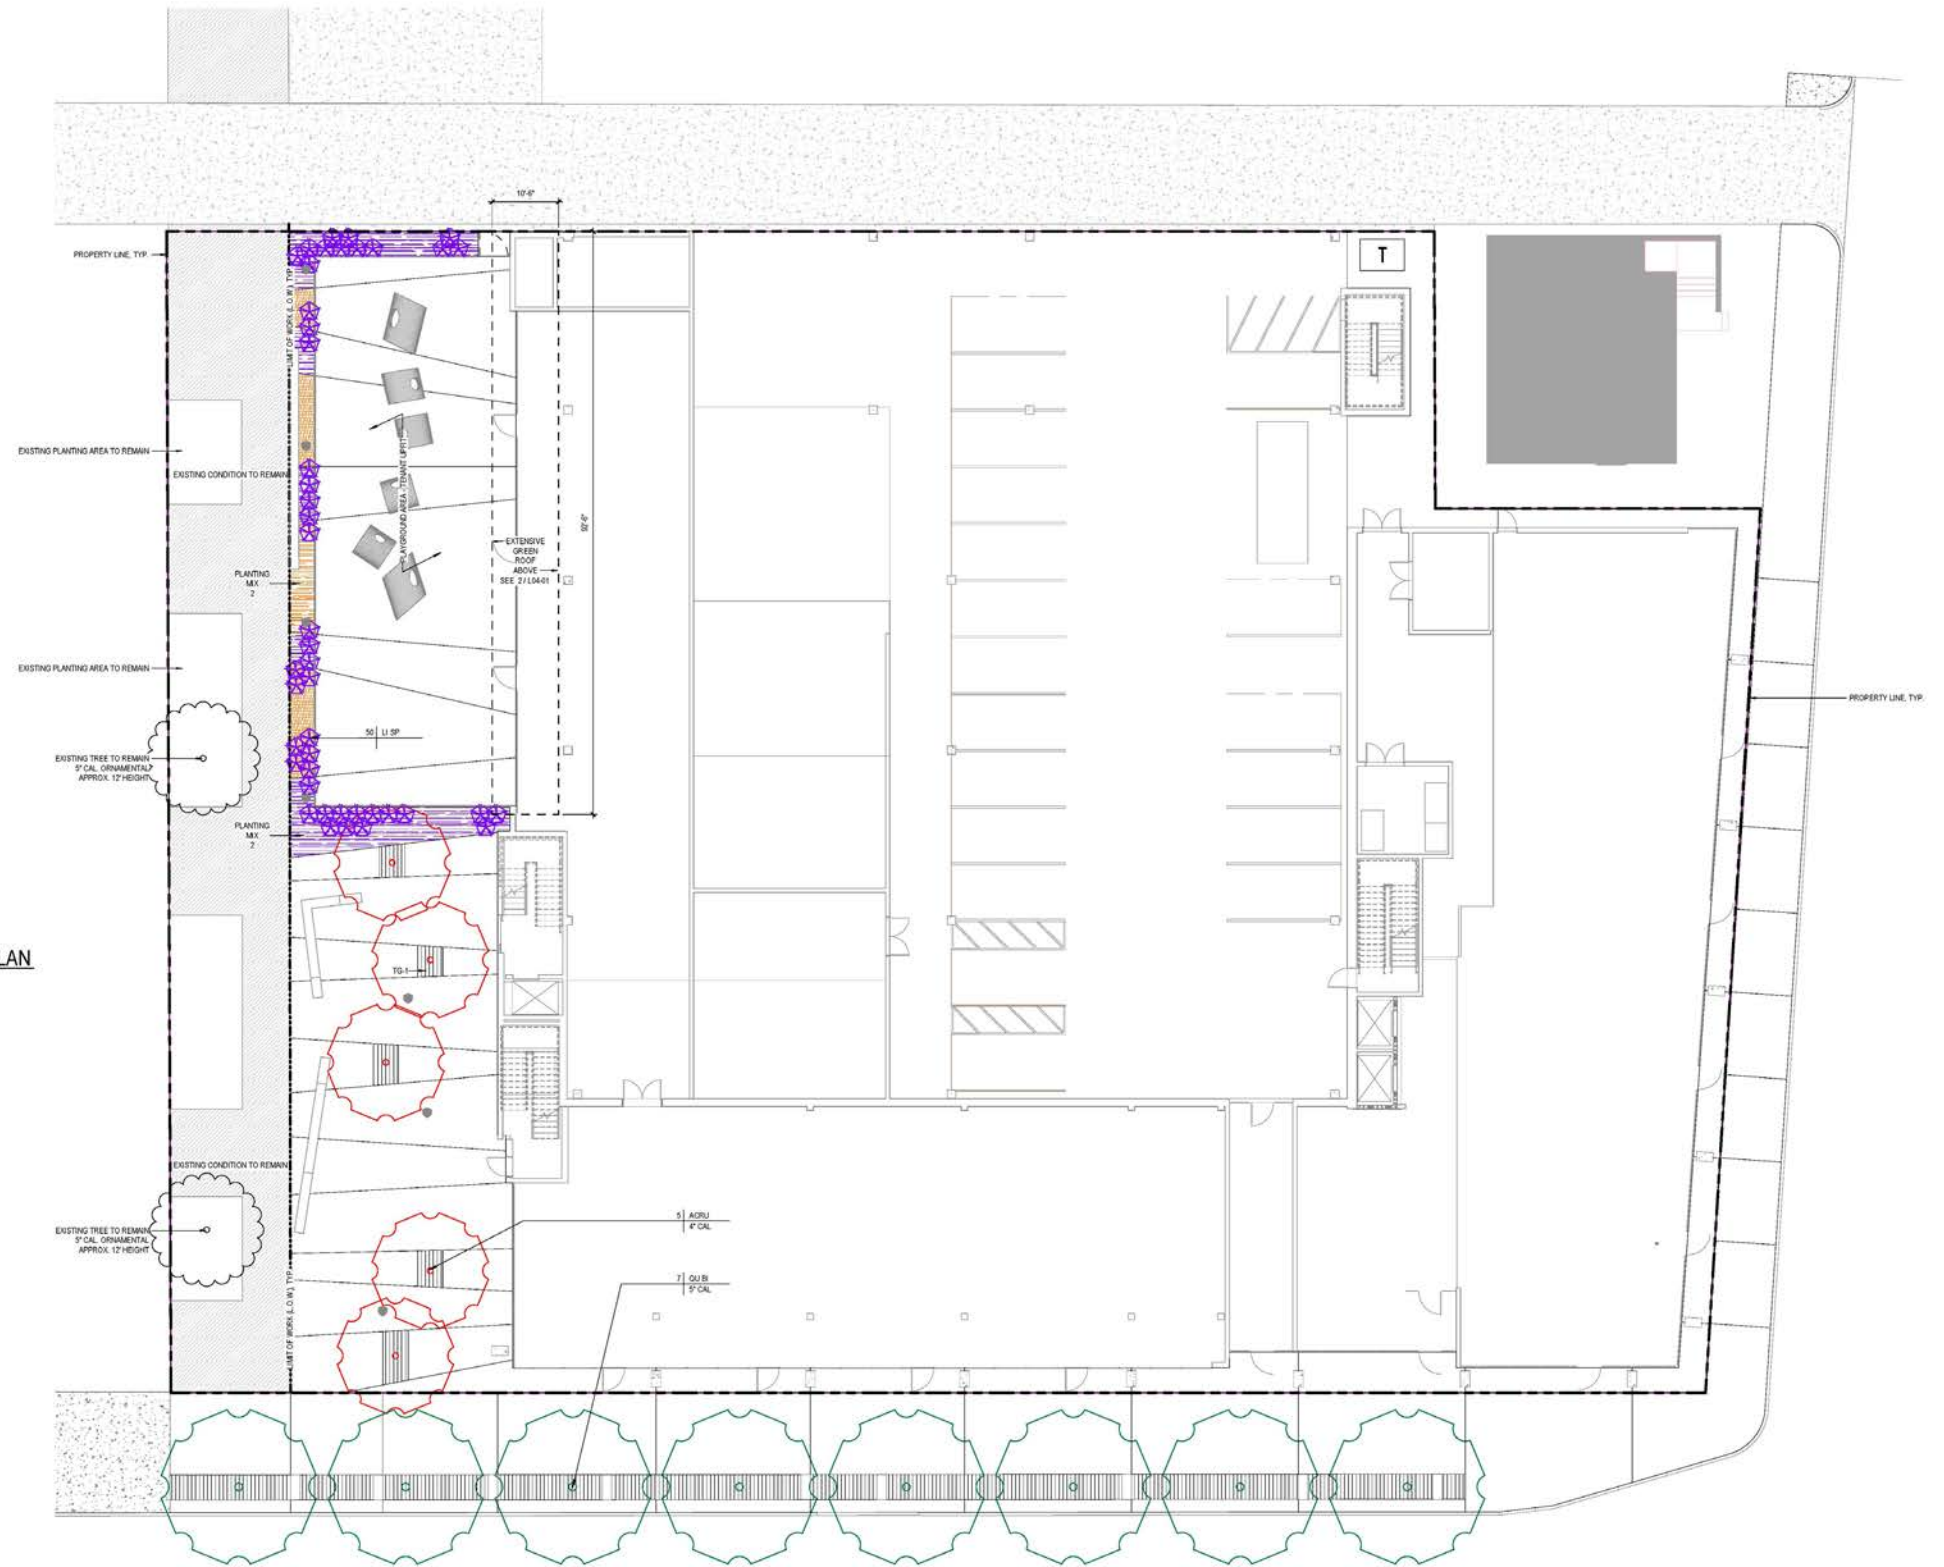 10'-6"
PROPERTY LINE, TYP.
T
LIMIT OF WORK (L.O.W.), TYP.
EXISTING PLANTING AREA TO REMAIN
EXISTING CONDITION TO REMAIN
PLAYGROUND AREA - TENANT UPFIT
92'-6"
EXTENSIVE
GREEN
ROOF
ABOVE
SEE 2 / L04-01
PLANTING
MIX
2
EXISTING PLANTING AREA TO REMAIN
PROPERTY LINE, TYP.
50 LI SP
EXISTING TREE TO REMAIN
5" CAL. ORNAMENTAL
APPROX. 12' HEIGHT
PLANTING
MIX
2
LAN
TG-1
EXISTING CONDITION TO REMAIN
EXISTING TREE TO REMAIN
5" CAL. ORNAMENTAL
APPROX. 12' HEIGHT
5 ACRU
4" CAL
7 QU BI
5" CAL
LIMIT OF WORK (L.O.W.), TYP.